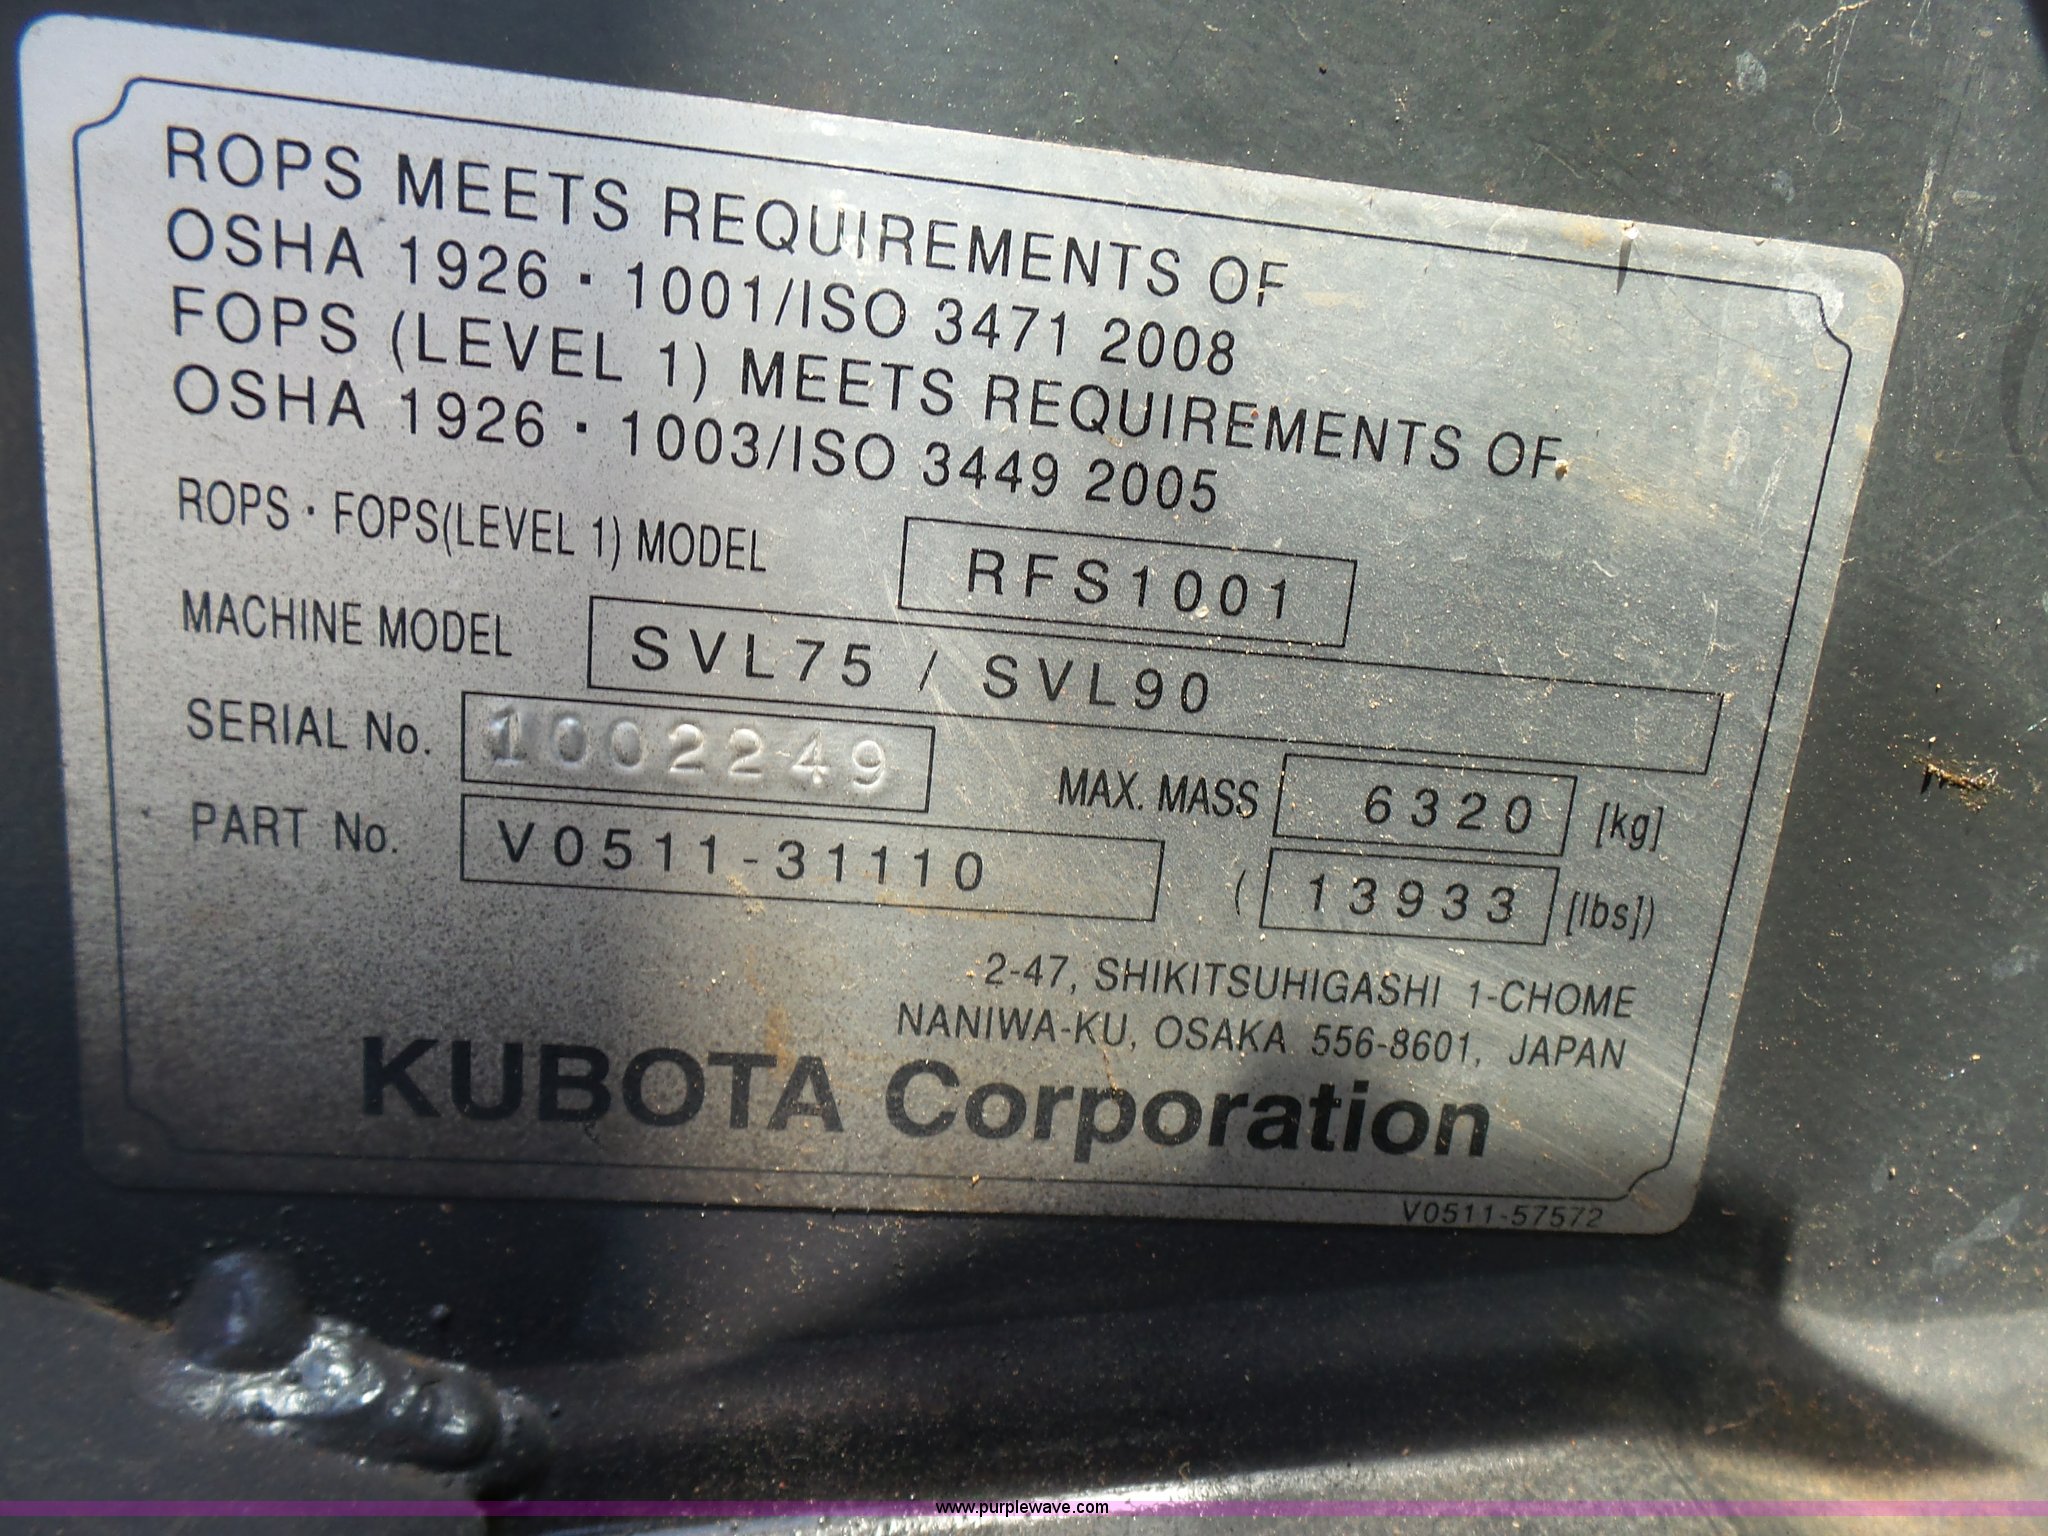 ROPS MEETS REQUIREMENTS OF
OSHA 1926 · 1001/ISO 3471 2008
FOPS (LEVEL 1) MEETS REQUIREMENTS OF
OSHA 1926 · 1003/ISO 3449 2005
ROPS · FOPS(LEVEL 1) MODEL RFS1001
MACHINE MODEL SVL75 / SVL90
SERIAL No. 1002249
MAX. MASS 6320 [kg]
PART No. V0511-31110
(13933 [lbs])
2-47, SHIKITSUHIGASHI 1-CHOME
NANIWA-KU, OSAKA 556-8601, JAPAN
KUBOTA Corporation
V0511-57572
www.purplewave.com